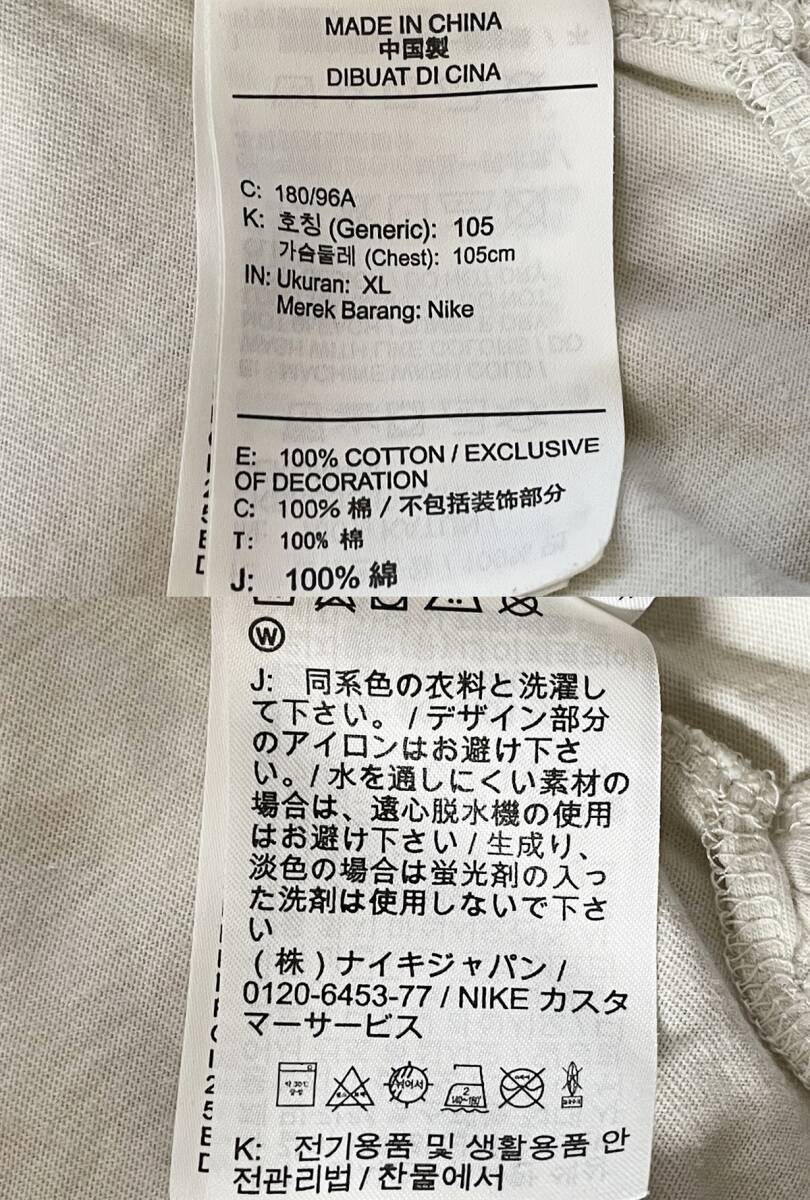 MADE IN CHINA
中国製
DIBUAT DI CINA
C: 180/96A
K: 호칭 (Generic): 105
가슴둘레 (Chest): 105cm
IN: Ukuran: XL
Merek Barang: Nike
E: 100% COTTON / EXCLUSIVE
OF DECORATION
C: 100% 棉 / 不包括装饰部分
T: 100% 棉
J: 100% 綿
W
J: 同系色の衣料と洗濯し
て下さい。 / デザイン部分
のアイロンはお避け下さ
い。/ 水を通しにくい素材の
場合は、遠心脱水機の使用
はお避け下さい / 生成り、
淡色の場合は蛍光剤の入っ
た洗剤は使用しないで下さ
い
(株) ナイキジャパン /
0120-6453-77 / NIKE カスタ
マーサービス
K: 전기용품 및 생활용품 안
전관리법 / 찬물에서